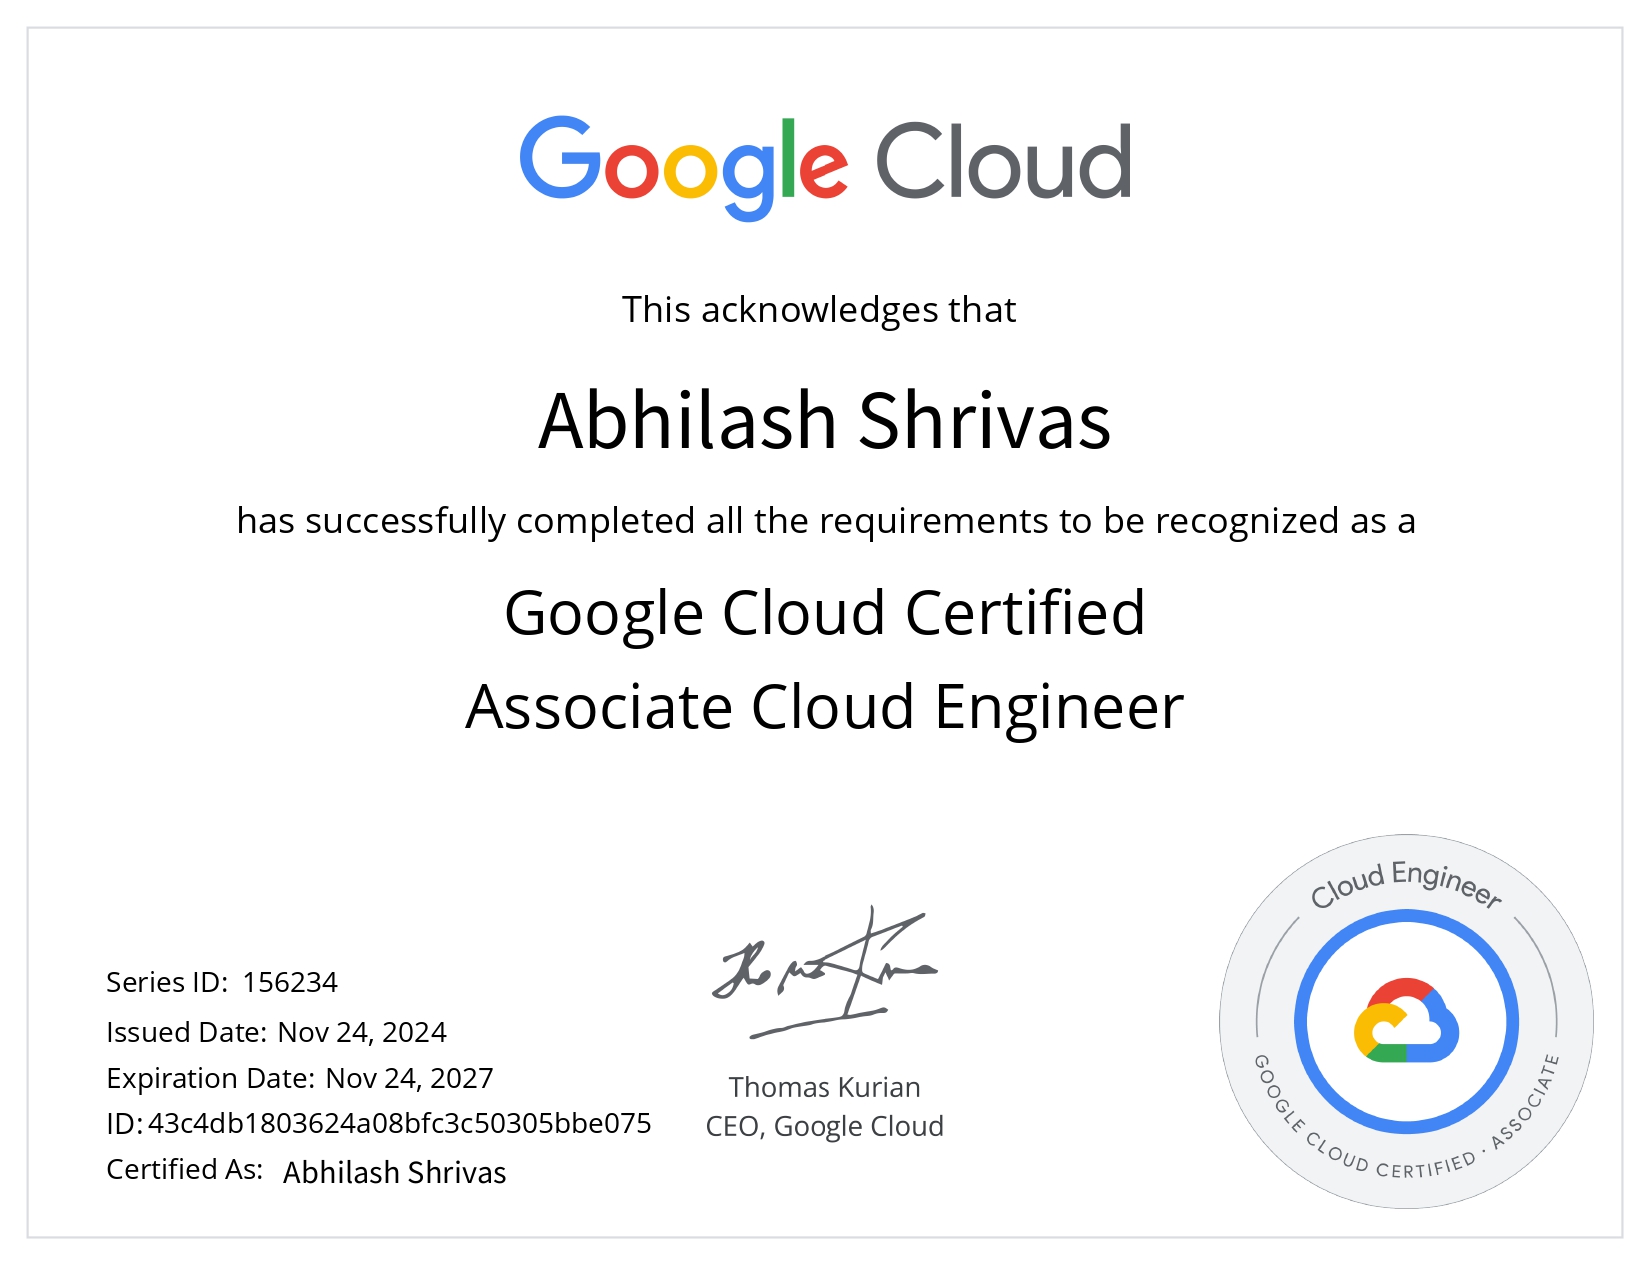 Google Cloud
This acknowledges that
Abhilash Shrivas
has successfully completed all the requirements to be recognized as a
Google Cloud Certified
Associate Cloud Engineer
Series ID: 156234
Issued Date: Nov 24, 2024
Expiration Date: Nov 24, 2027
ID: 43c4db1803624a08bfc3c50305bbe075
Certified As: Abhilash Shrivas
Thomas Kurian
CEO, Google Cloud
Cloud Engineer
GOOGLE CLOUD CERTIFIED · ASSOCIATE